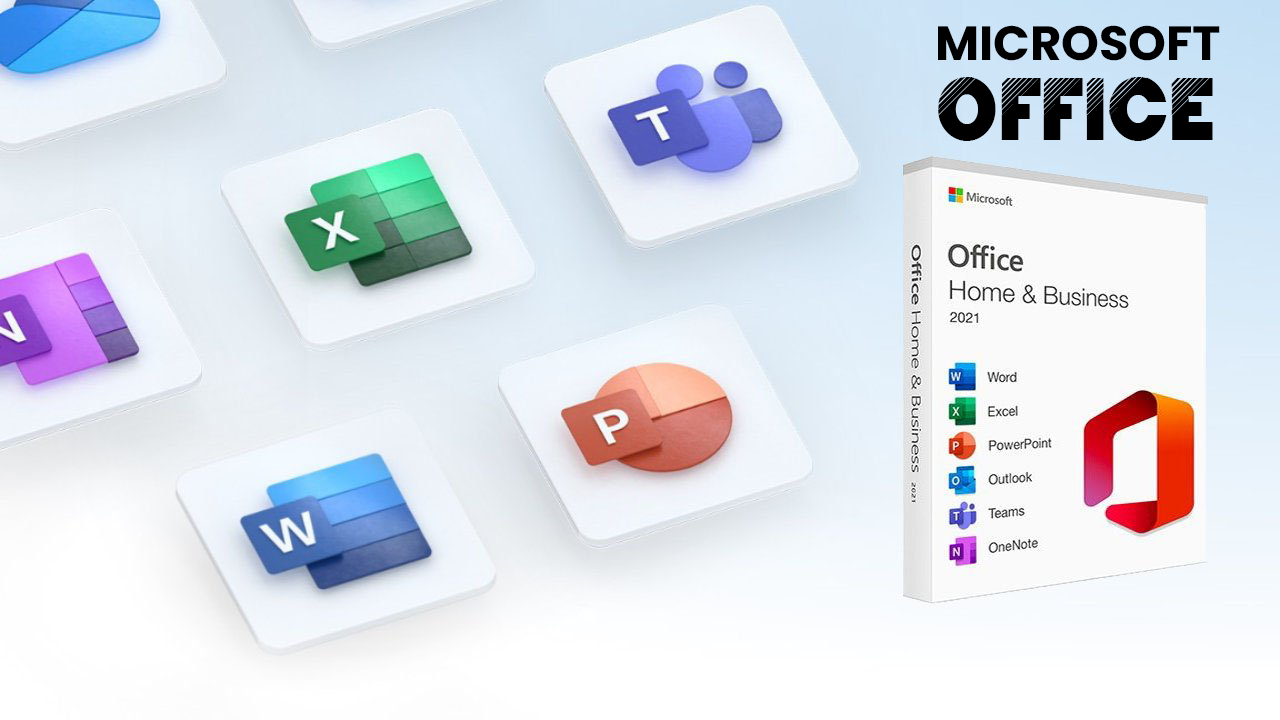 MICROSOFT
OFFICE
T
X
N
P
W
Microsoft
Office
Home & Business
2021
Office Home & Business 2021
W Word
X Excel
P PowerPoint
O Outlook
T Teams
N OneNote